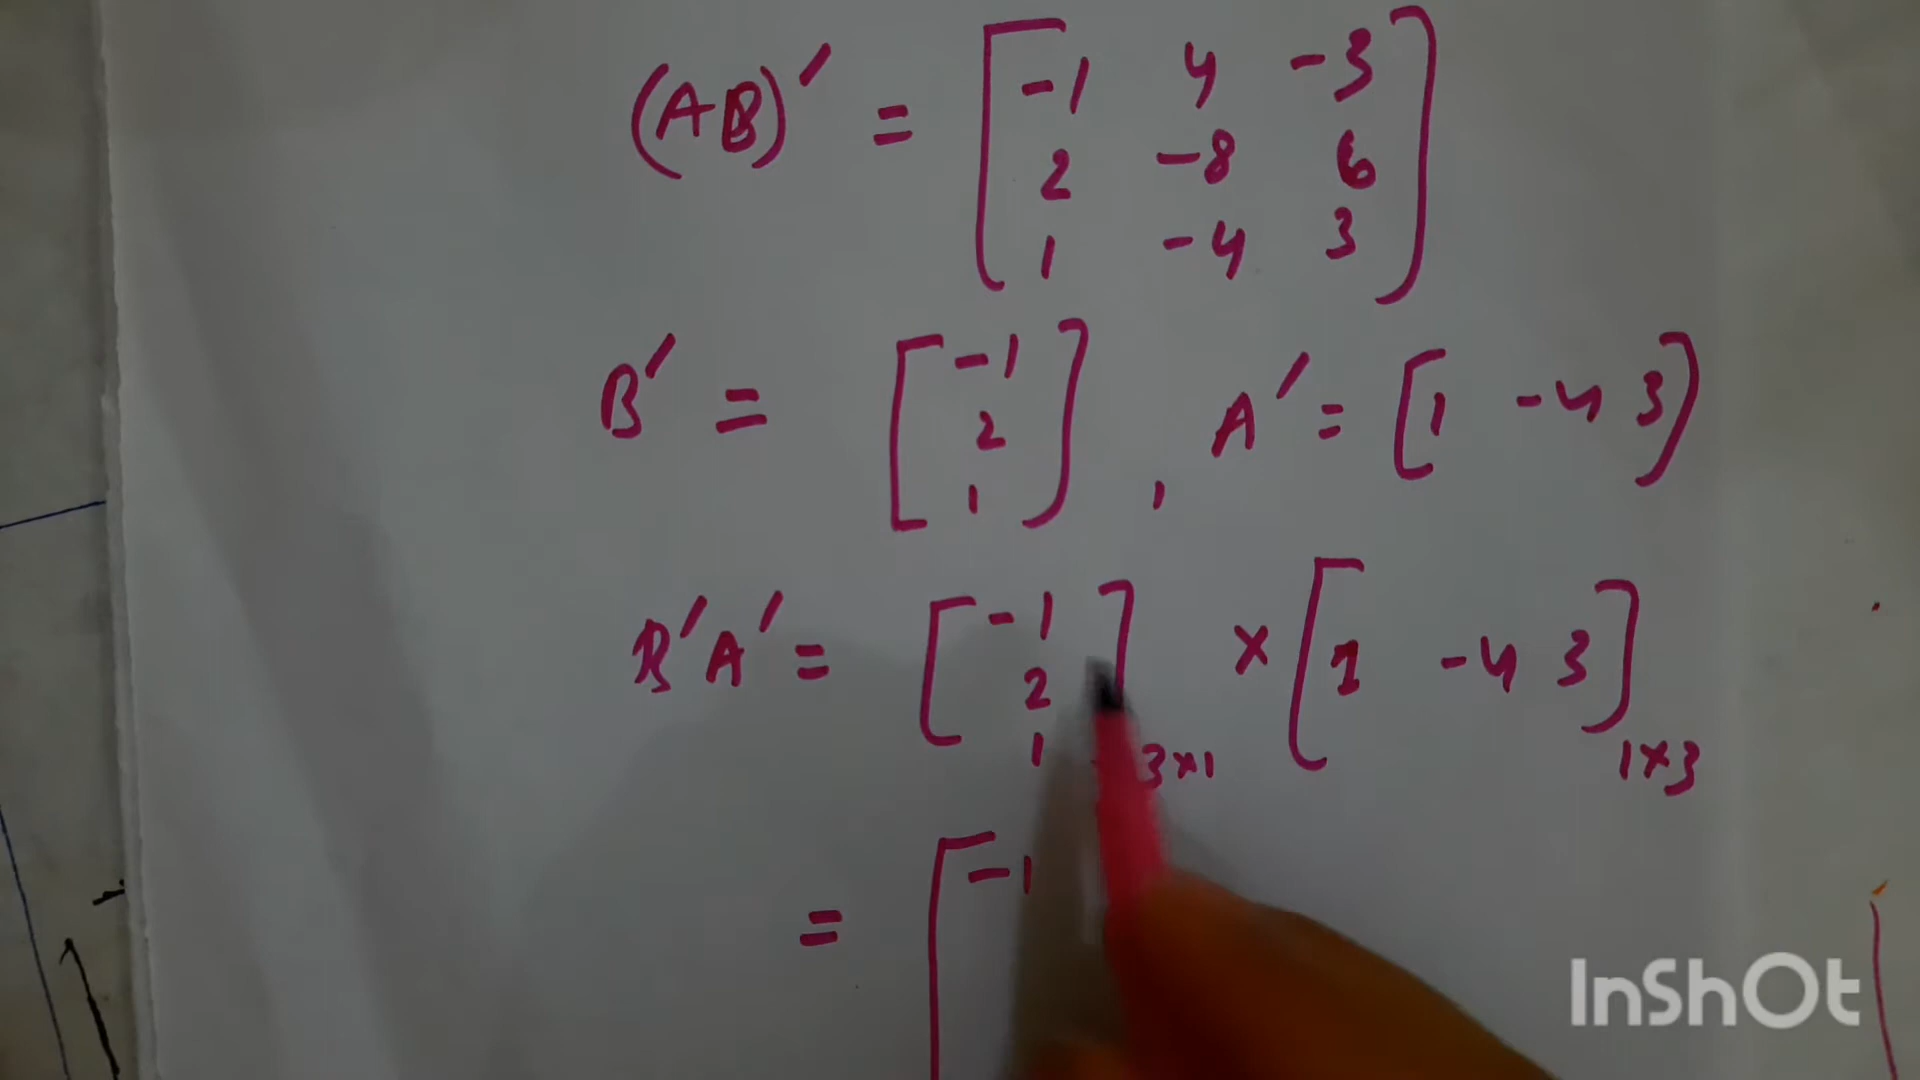 (AB)′ = [-1 4 -3
2 -8 6
1 -4 3]
B′ = [-1
2
1] , A′ = [1 -4 3]
B′A′ = [-1
2
1] 3×1 × [1 -4 3] 1×3
= [-1
InShOt